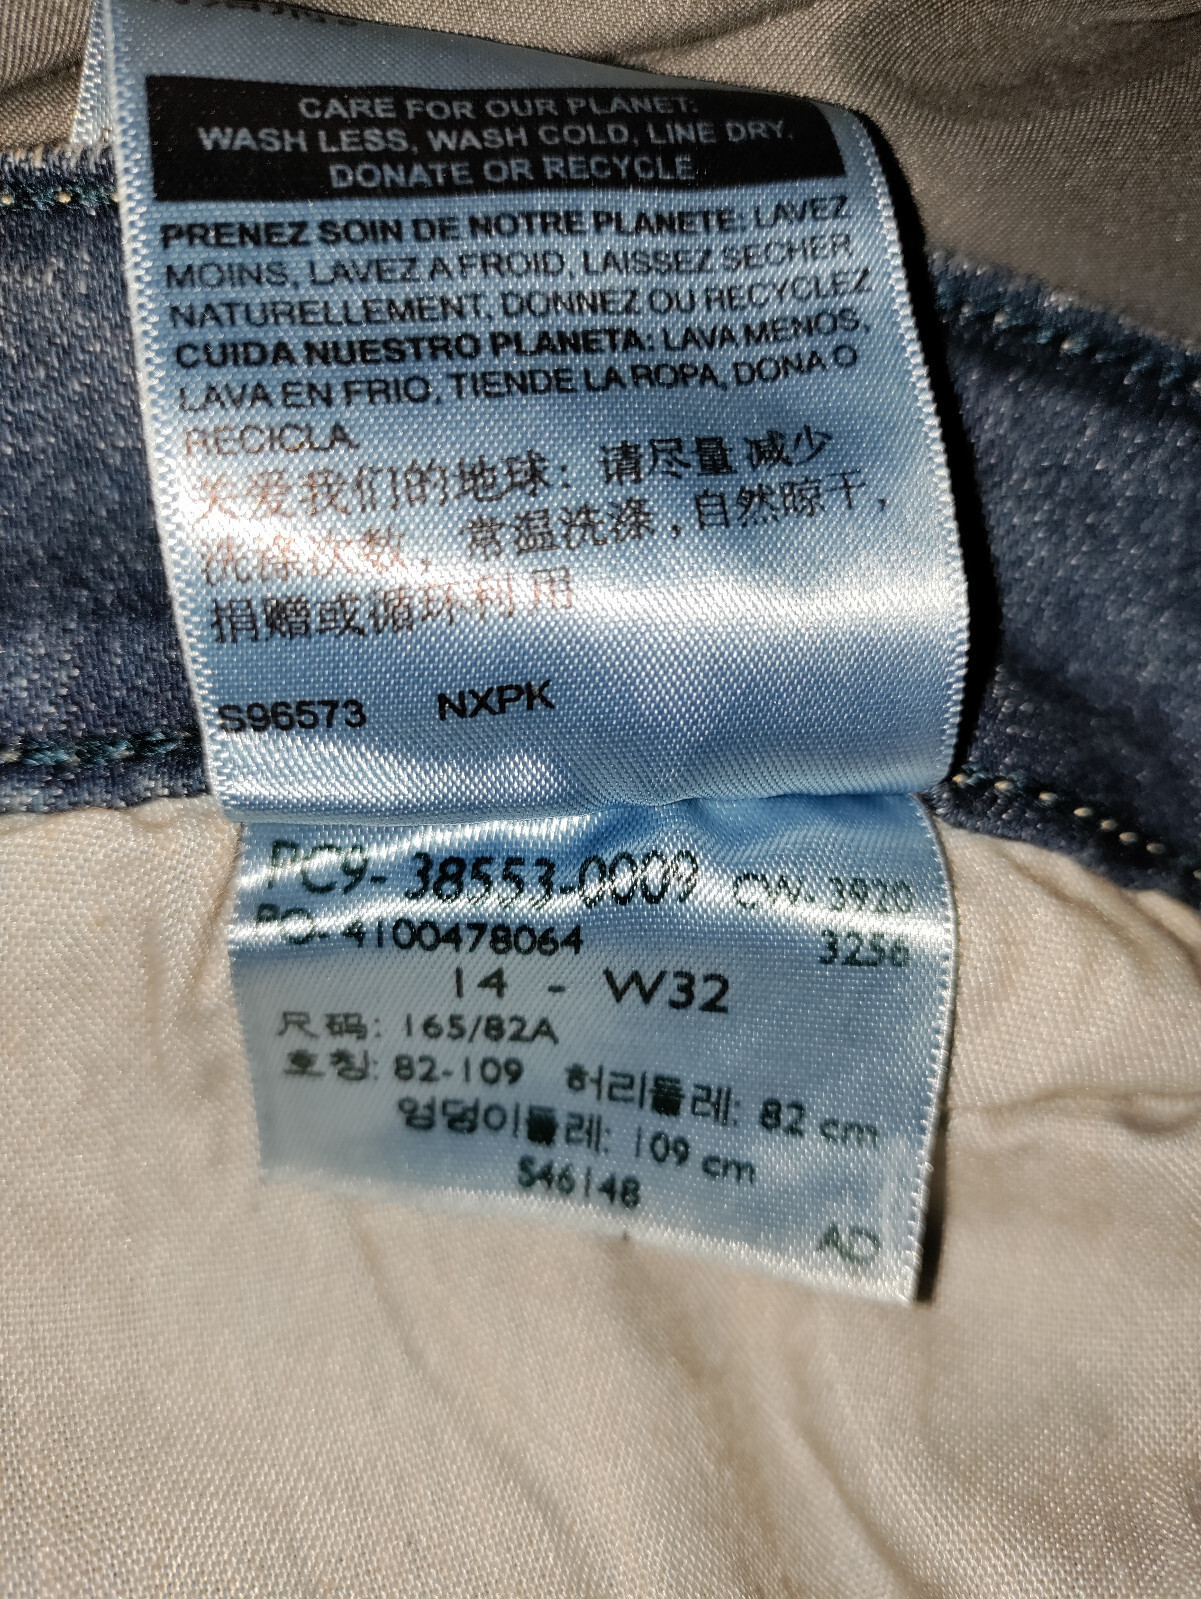 CARE FOR OUR PLANET:
WASH LESS, WASH COLD, LINE DRY,
DONATE OR RECYCLE.
PRENEZ SOIN DE NOTRE PLANETE: LAVEZ
MOINS, LAVEZ A FROID, LAISSEZ SECHER
NATURELLEMENT, DONNEZ OU RECYCLEZ
CUIDA NUESTRO PLANETA: LAVA MENOS,
LAVA EN FRIO, TIENDE LA ROPA, DONA O
RECICLA.
关爱我们的地球: 请尽量减少
洗涤次数, 常温洗涤, 自然晾干,
捐赠或循环利用
S96573 NXPK
PC9- 38553-0009 CW- 3920
PO- 4100478064 3256
14 - W32
尺码: 165/82A
호칭: 82-109 허리둘레: 82 cm
엉덩이둘레: 109 cm
S46148
AD